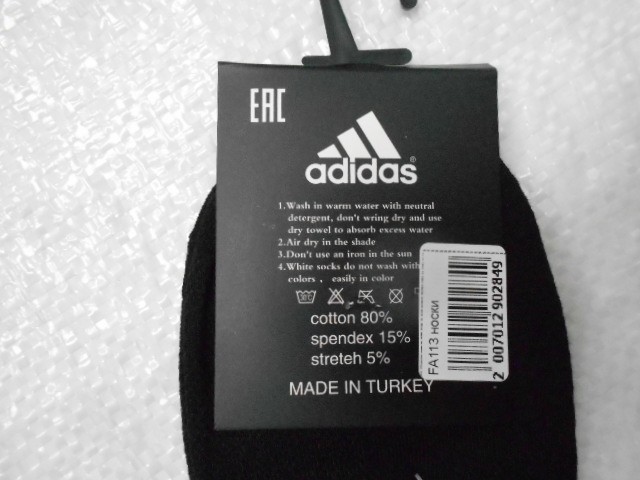 EAC
adidas®
1.Wash in warm water with neutral
detergent, don't wring dry and use
dry towel to absorb excess water
2.Air dry in the shade
3.Don't use an iron in the sun
4.White socks do not wash with
colors , easily in color
cotton 80%
spendex 15%
streteh 5%
MADE IN TURKEY
FA113 носки
2 007012 902849